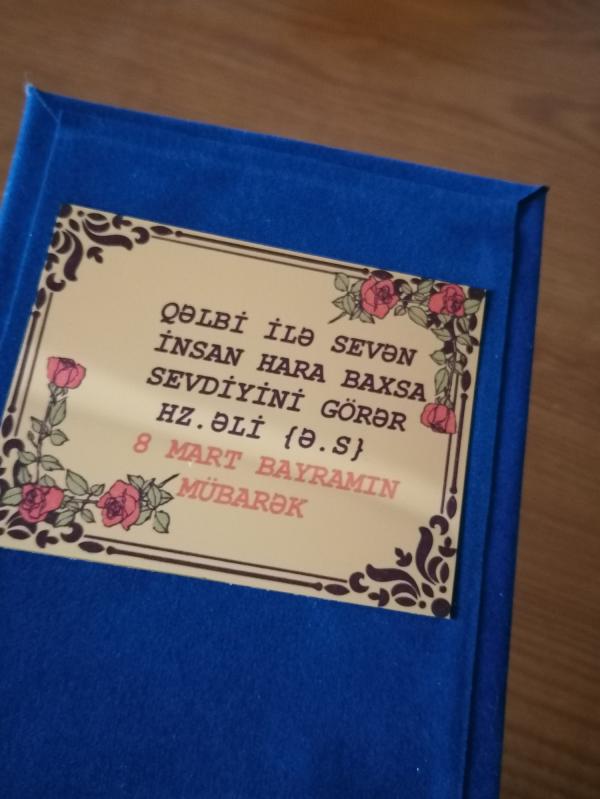 QƏLBİ İLƏ SEVƏN
İNSAN HARA BAXSA
SEVDİYİNİ GÖRƏR
HZ.ƏLİ {Ə.S}
8 MART BAYRAMIN
MÜBARƏK